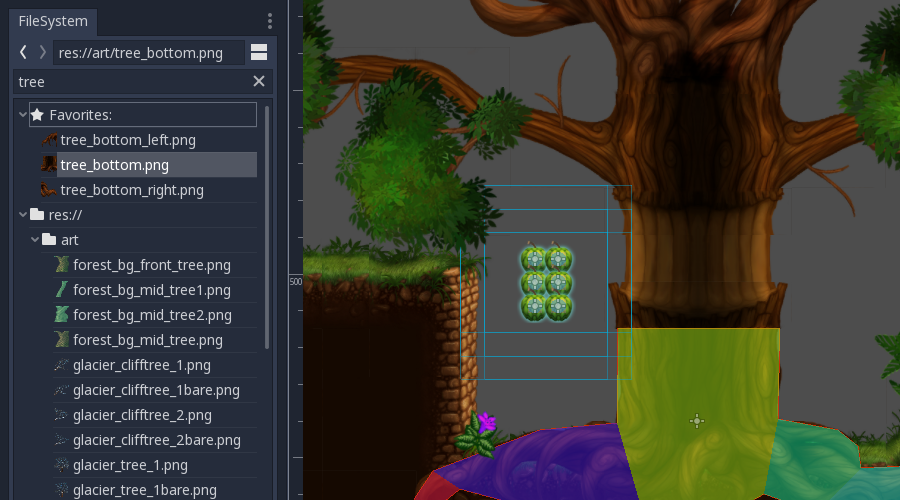 FileSystem
res://art/tree_bottom.png
tree
Favorites:
tree_bottom_left.png
tree_bottom.png
tree_bottom_right.png
res://
art
forest_bg_front_tree.png
forest_bg_mid_tree1.png
forest_bg_mid_tree2.png
forest_bg_mid_tree.png
glacier_clifftree_1.png
glacier_clifftree_1bare.png
glacier_clifftree_2.png
glacier_clifftree_2bare.png
glacier_tree_1.png
glacier_tree_1bare.png
500